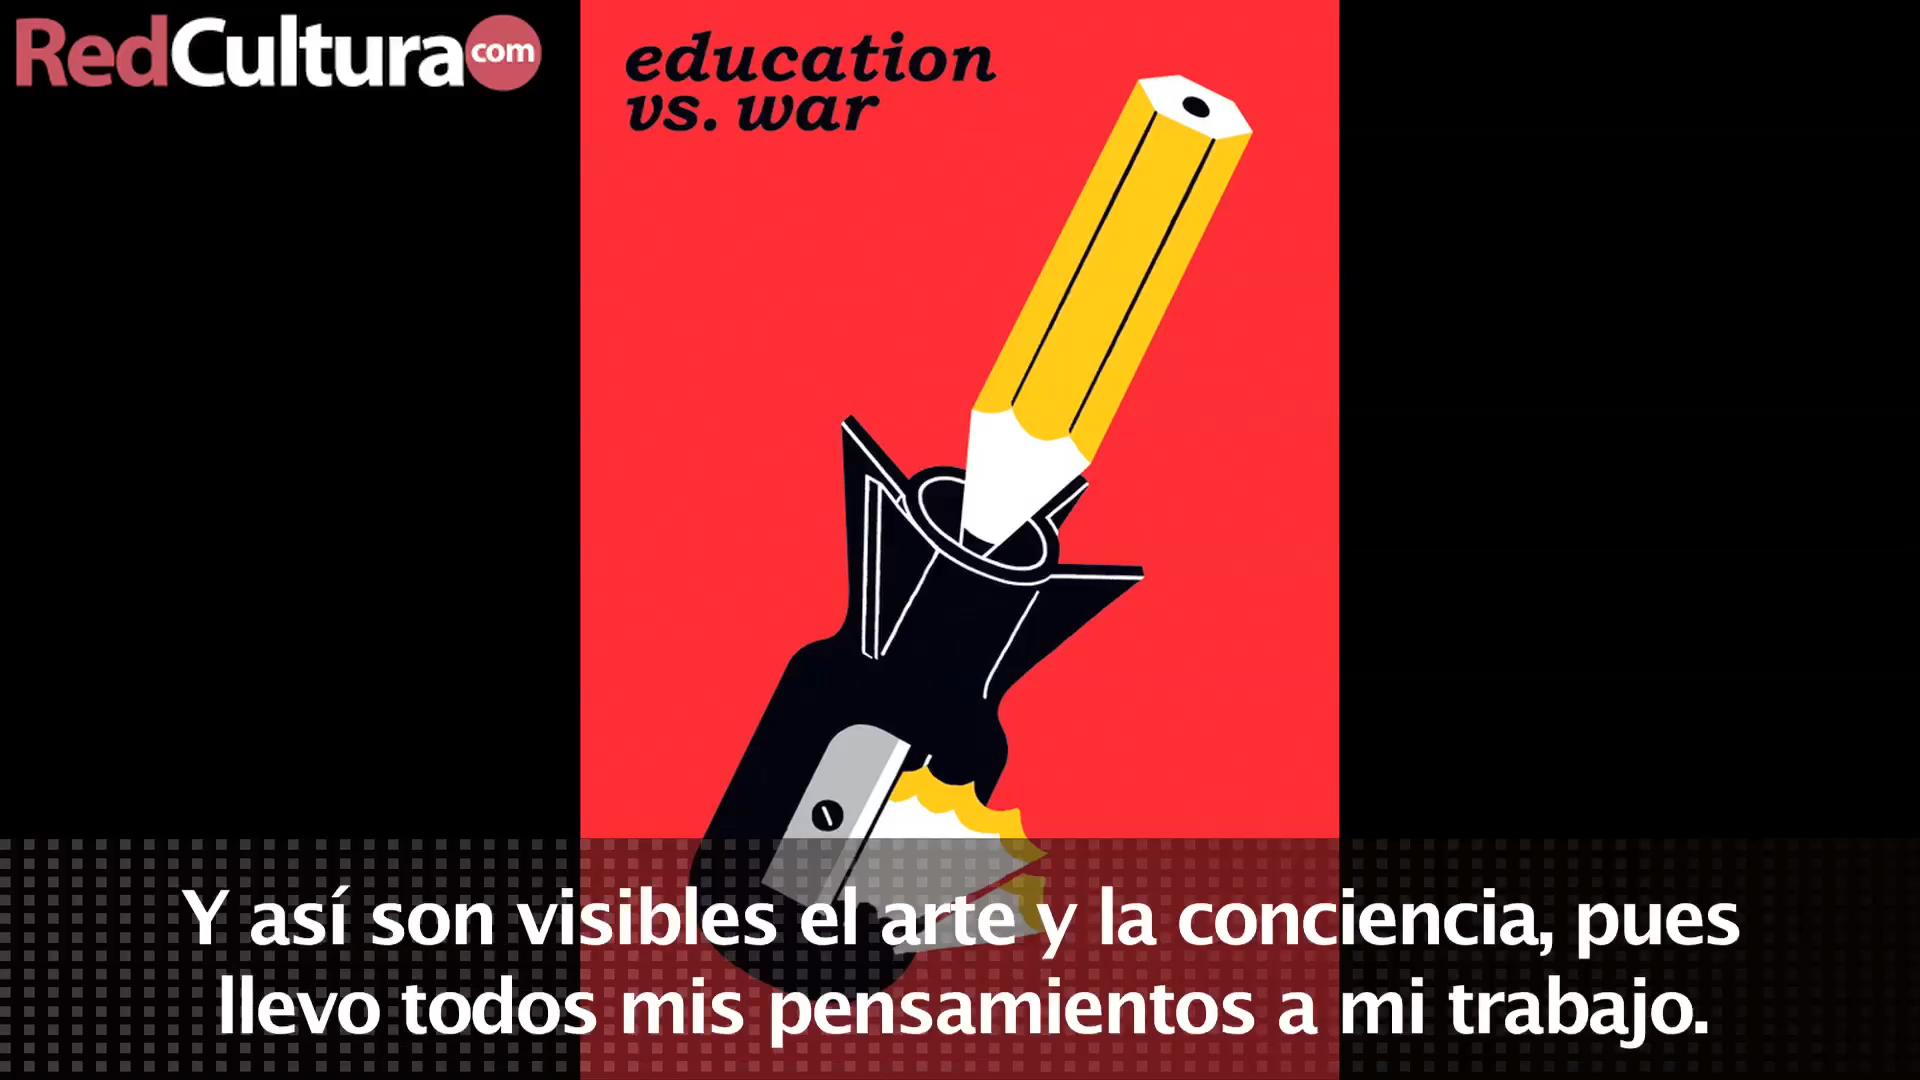 RedCultura.com
education
vs. war
Y así son visibles el arte y la conciencia, pues
llevo todos mis pensamientos a mi trabajo.